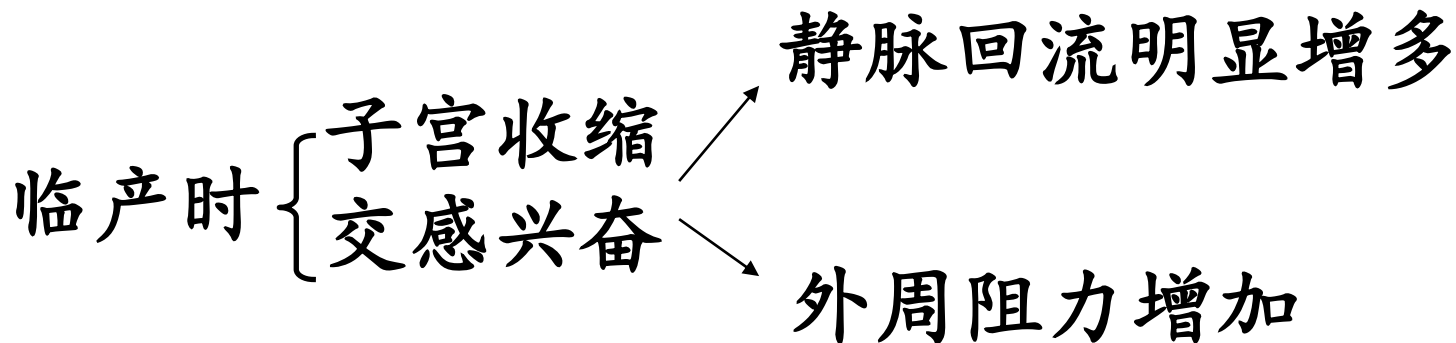 临产时
子宫收缩
交感兴奋
静脉回流明显增多
外周阻力增加